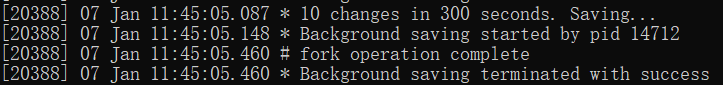 [20388] 07 Jan 11:45:05.087 * 10 changes in 300 seconds. Saving...
[20388] 07 Jan 11:45:05.148 * Background saving started by pid 14712
[20388] 07 Jan 11:45:05.460 # fork operation complete
[20388] 07 Jan 11:45:05.460 * Background saving terminated with success